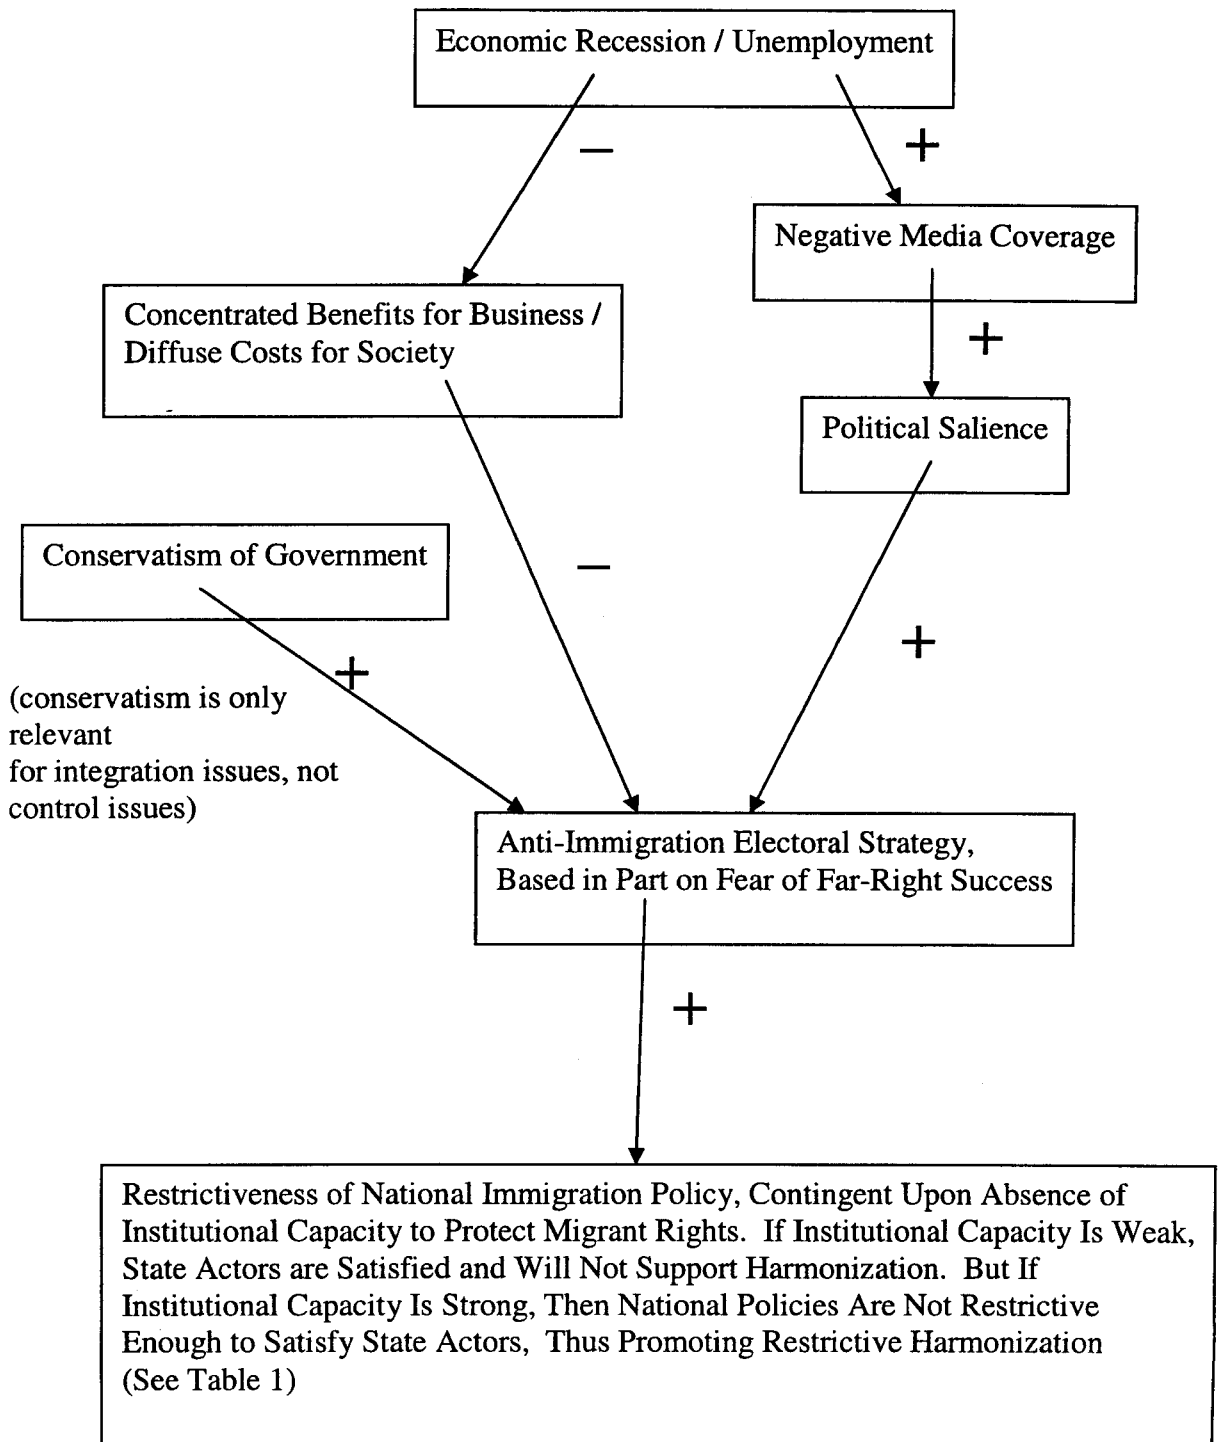 Economic Recession / Unemployment
−
+
Negative Media Coverage
Concentrated Benefits for Business /
Diffuse Costs for Society
+
Political Salience
Conservatism of Government
−
+
+
(conservatism is only
relevant
for integration issues, not
control issues)
Anti-Immigration Electoral Strategy,
Based in Part on Fear of Far-Right Success
+
Restrictiveness of National Immigration Policy, Contingent Upon Absence of
Institutional Capacity to Protect Migrant Rights.  If Institutional Capacity Is Weak,
State Actors are Satisfied and Will Not Support Harmonization.  But If
Institutional Capacity Is Strong, Then National Policies Are Not Restrictive
Enough to Satisfy State Actors,  Thus Promoting Restrictive Harmonization
(See Table 1)